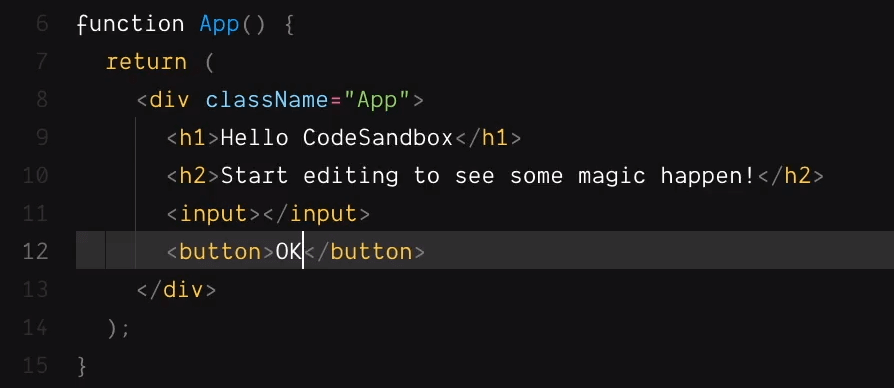 6 function App() {
7 return (
8 <div className="App">
9 <h1>Hello CodeSandbox</h1>
10 <h2>Start editing to see some magic happen!</h2>
11 <input></input>
12 <button>OK</button>
13 </div>
14 );
15 }